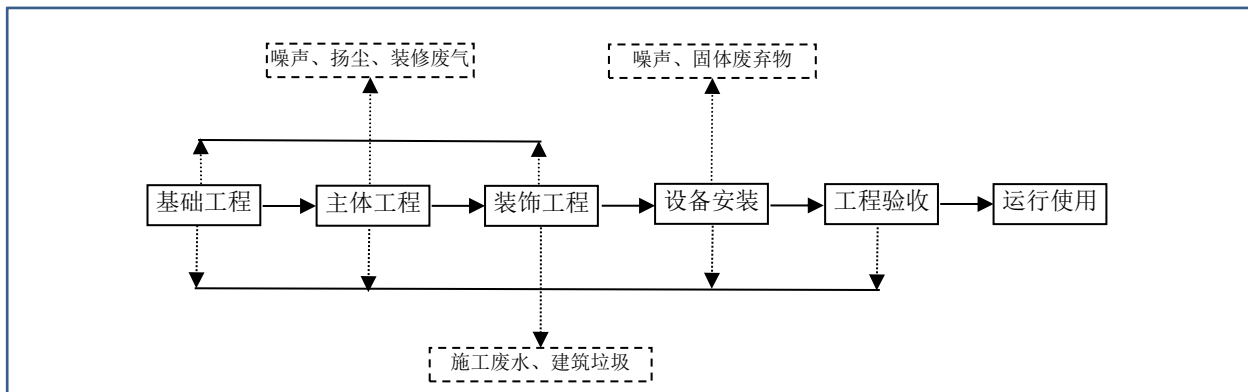 噪声、扬尘、装修废气
噪声、固体废弃物
基础工程
主体工程
装饰工程
设备安装
工程验收
运行使用
施工废水、建筑垃圾